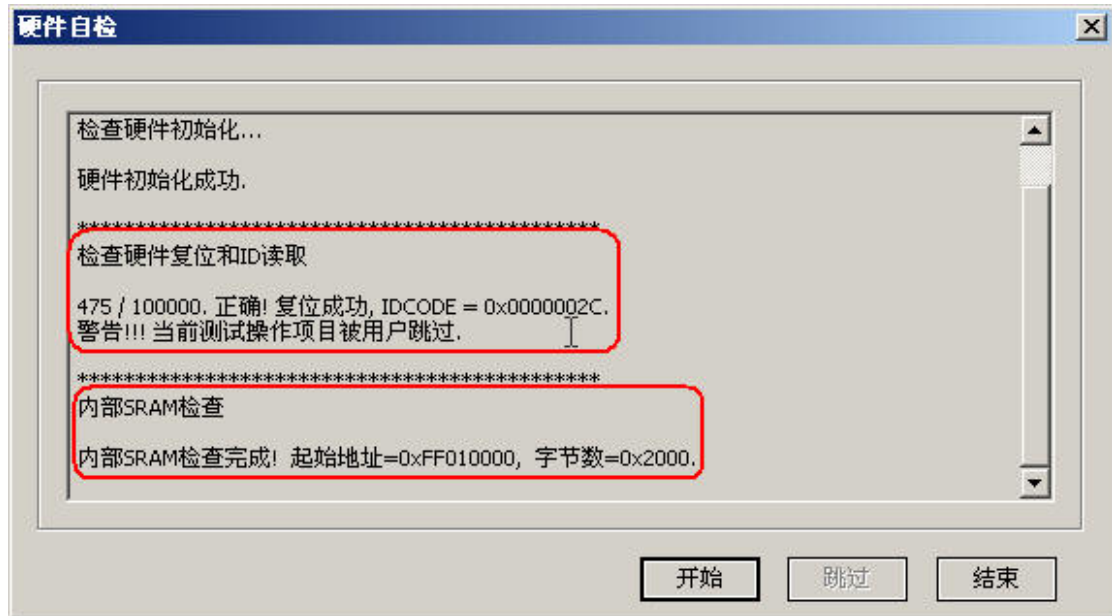 硬件自检
检查硬件初始化...
硬件初始化成功.
*********************************************
检查硬件复位和ID读取
475 / 100000. 正确! 复位成功, IDCODE = 0x0000002C.
警告!!! 当前测试操作项目被用户跳过.
*********************************************
内部SRAM检查
内部SRAM检查完成! 起始地址=0xFF010000, 字节数=0x2000.
开始 跳过 结束